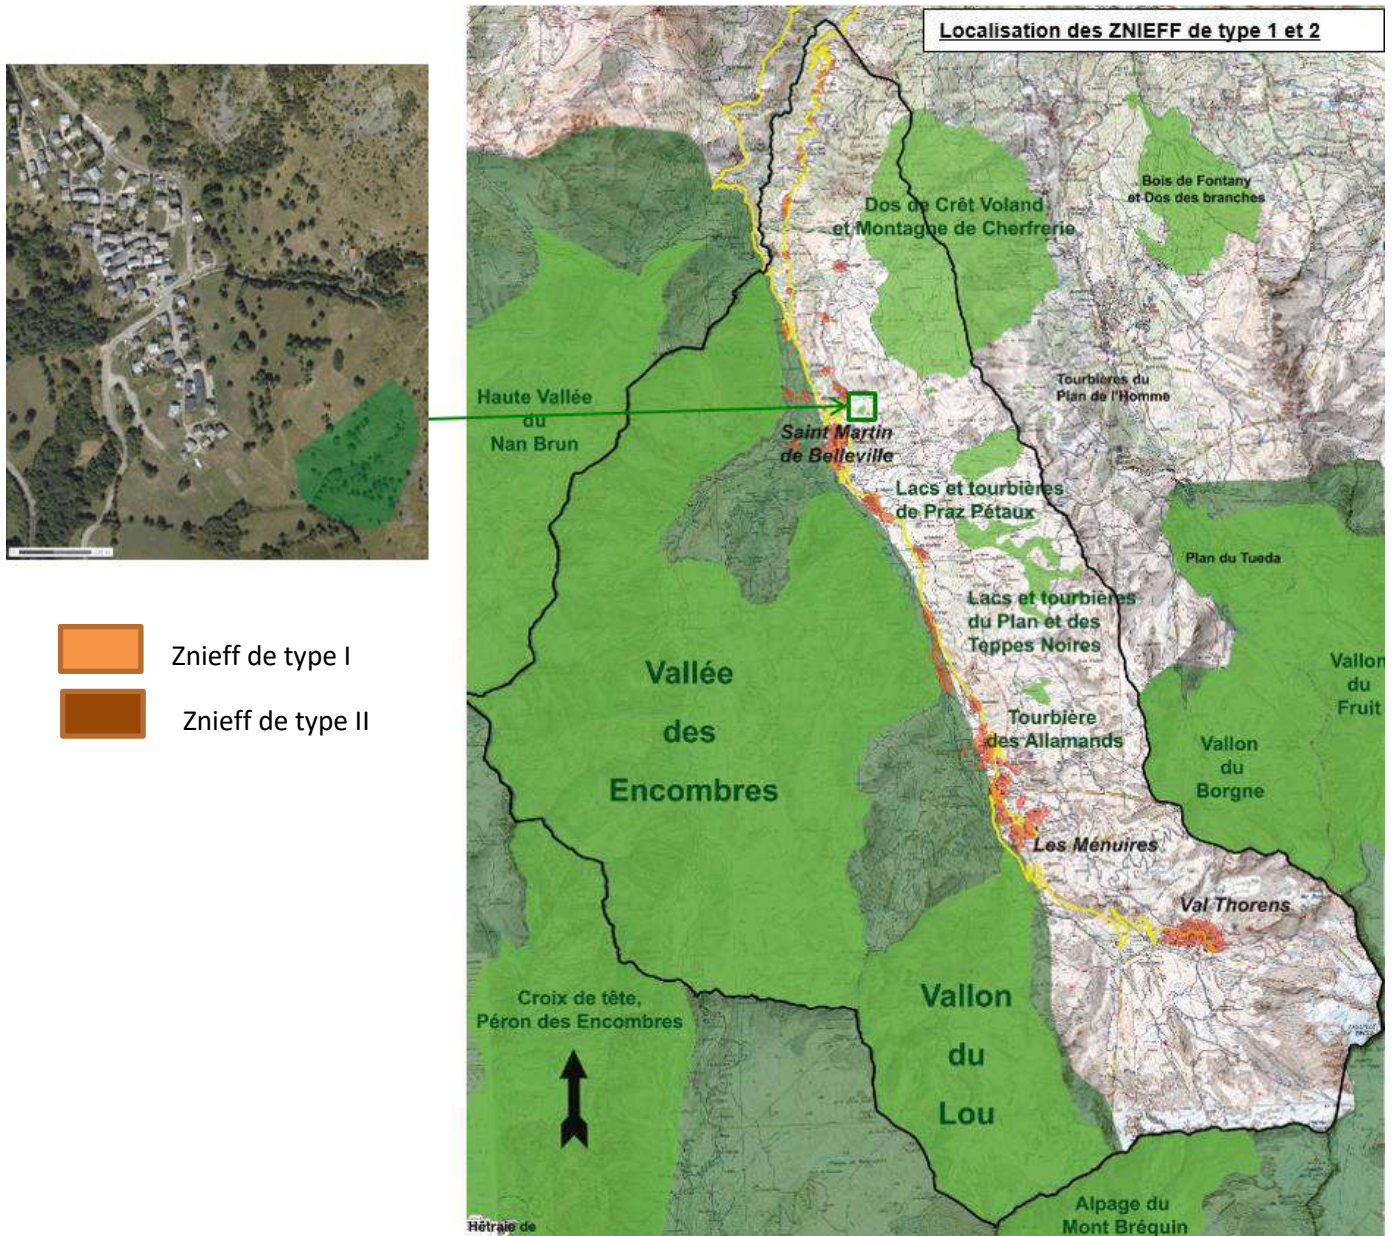 Localisation des ZNIEFF de type 1 et 2
Bois de Fontany
et Dos des branches
Dos de Crêt Voland
et Montagne de Cherfrerie
Tourbières du
Plan de l'Homme
Haute Vallée
du
Nan Brun
Saint Martin
de Belleville
Lacs et tourbières
de Praz Pétaux
Plan du Tueda
Lacs et tourbières
du Plan et des
Teppes Noires
Znieff de type I
Znieff de type II
Vallée
des
Encombres
Vallon
du
Fruit
Tourbière
des Allamands
Vallon
du
Borgne
Les Ménuires
Val Thorens
Croix de tête,
Péron des Encombres
Vallon
du
Lou
Alpage du
Mont Bréquin
Hêtraie de